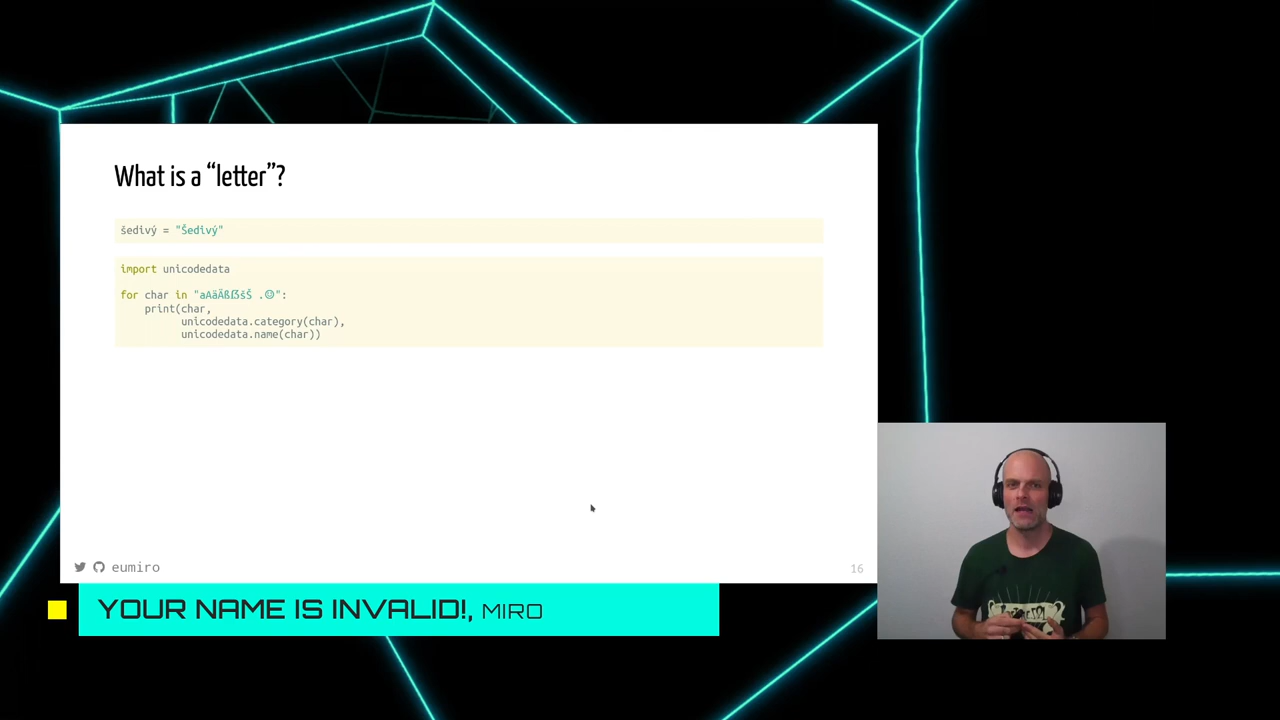 What is a “letter”?
šedivý = "Šedivý"
import unicodedata
for char in "aAäÄßẞšŠ .☺":
print(char,
unicodedata.category(char),
unicodedata.name(char))
eumiro
16
YOUR NAME IS INVALID!, MIRO